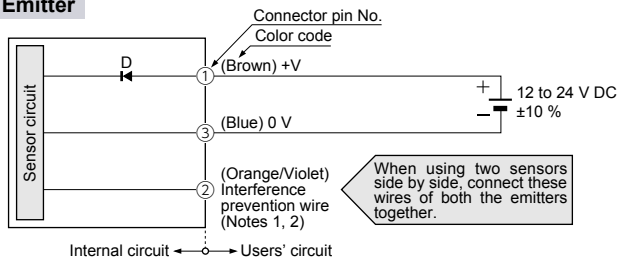 Emitter
Connector pin No.
Color code
D
1
(Brown) +V
+
12 to 24 V DC
±10 %
−
Sensor circuit
3
(Blue) 0 V
2
(Orange/Violet)
Interference
prevention wire
(Notes 1, 2)
When using two sensors
side by side, connect these
wires of both the emitters
together.
Internal circuit
Users' circuit